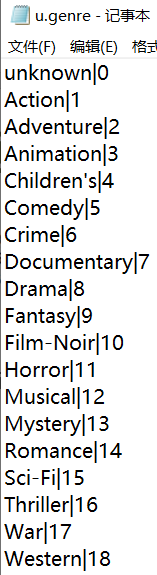 u.genre - 记事本
文件(F) 编辑(E) 格式
unknown|0
Action|1
Adventure|2
Animation|3
Children's|4
Comedy|5
Crime|6
Documentary|7
Drama|8
Fantasy|9
Film-Noir|10
Horror|11
Musical|12
Mystery|13
Romance|14
Sci-Fi|15
Thriller|16
War|17
Western|18